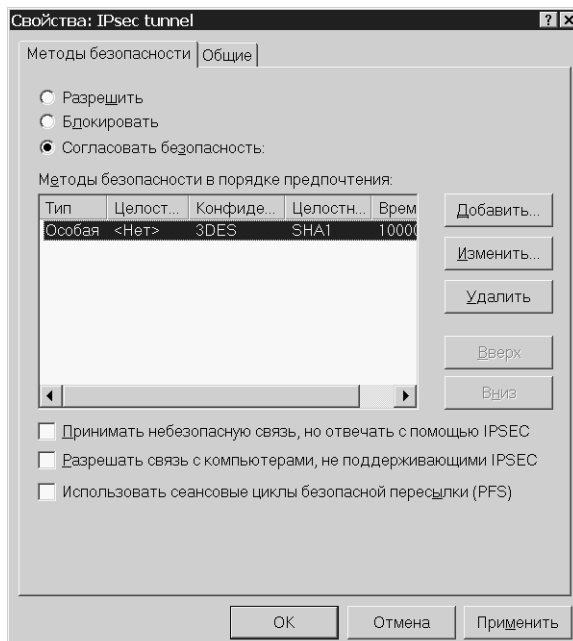 Свойства: IPsec tunnel
Методы безопасности Общие
Разрешить
Блокировать
Согласовать безопасность:
Методы безопасности в порядке предпочтения:
Тип Целост... Конфиде... Целостн... Врем
Особая <Нет> 3DES SHA1 10000
Добавить...
Изменить...
Удалить
Вверх
Вниз
Принимать небезопасную связь, но отвечать с помощью IPSEC
Разрешать связь с компьютерами, не поддерживающими IPSEC
Использовать сеансовые циклы безопасной пересылки (PFS)
OK Отмена Применить